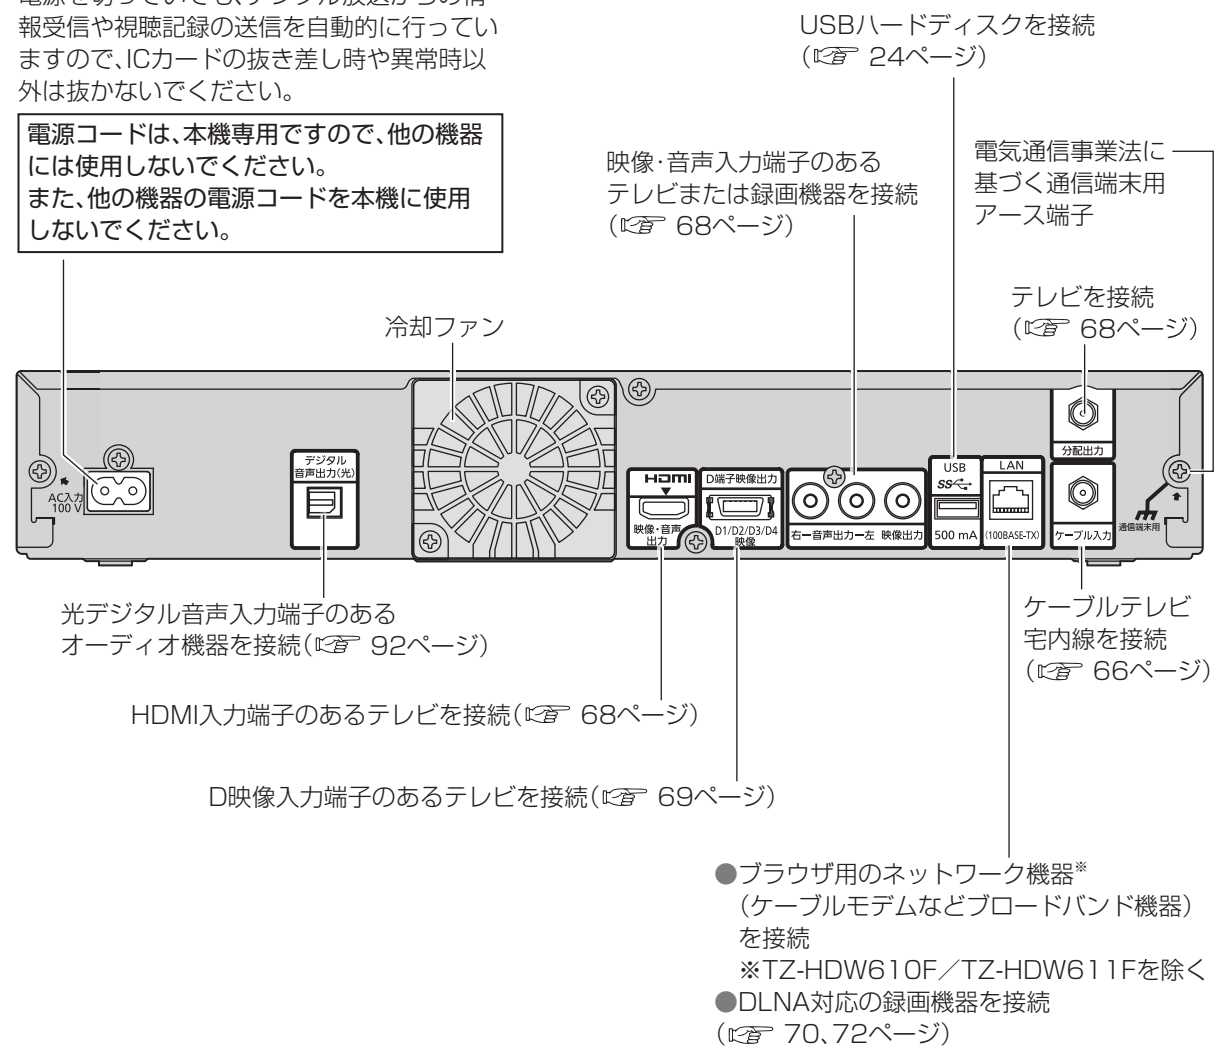 電源を切っていても、デジタル放送からの情
報受信や視聴記録の送信を自動的に行ってい
ますので、ICカードの抜き差し時や異常時以
外は抜かないでください。
電源コードは、本機専用ですので、他の機器
には使用しないでください。
また、他の機器の電源コードを本機に使用
しないでください。
USBハードディスクを接続
(☞ 24ページ)
映像・音声入力端子のある
テレビまたは録画機器を接続
(☞ 68ページ)
電気通信事業法に
基づく通信端末用
アース端子
テレビを接続
(☞ 68ページ)
冷却ファン
AC入力
100 V
デジタル
音声出力(光)
HDMI
映像・音声
出力
D端子映像出力
D1/D2/D3/D4
映像
右ー音声出力ー左 映像出力
USB
SS
500 mA
LAN
(100BASE-TX)
分配出力
ケーブル入力
通信端末用
光デジタル音声入力端子のある
オーディオ機器を接続(☞ 92ページ)
ケーブルテレビ
宅内線を接続
(☞ 66ページ)
HDMI入力端子のあるテレビを接続(☞ 68ページ)
D映像入力端子のあるテレビを接続(☞ 69ページ)
●ブラウザ用のネットワーク機器※
(ケーブルモデムなどブロードバンド機器)
を接続
※TZ-HDW610F/TZ-HDW611Fを除く
●DLNA対応の録画機器を接続
(☞ 70、72ページ)